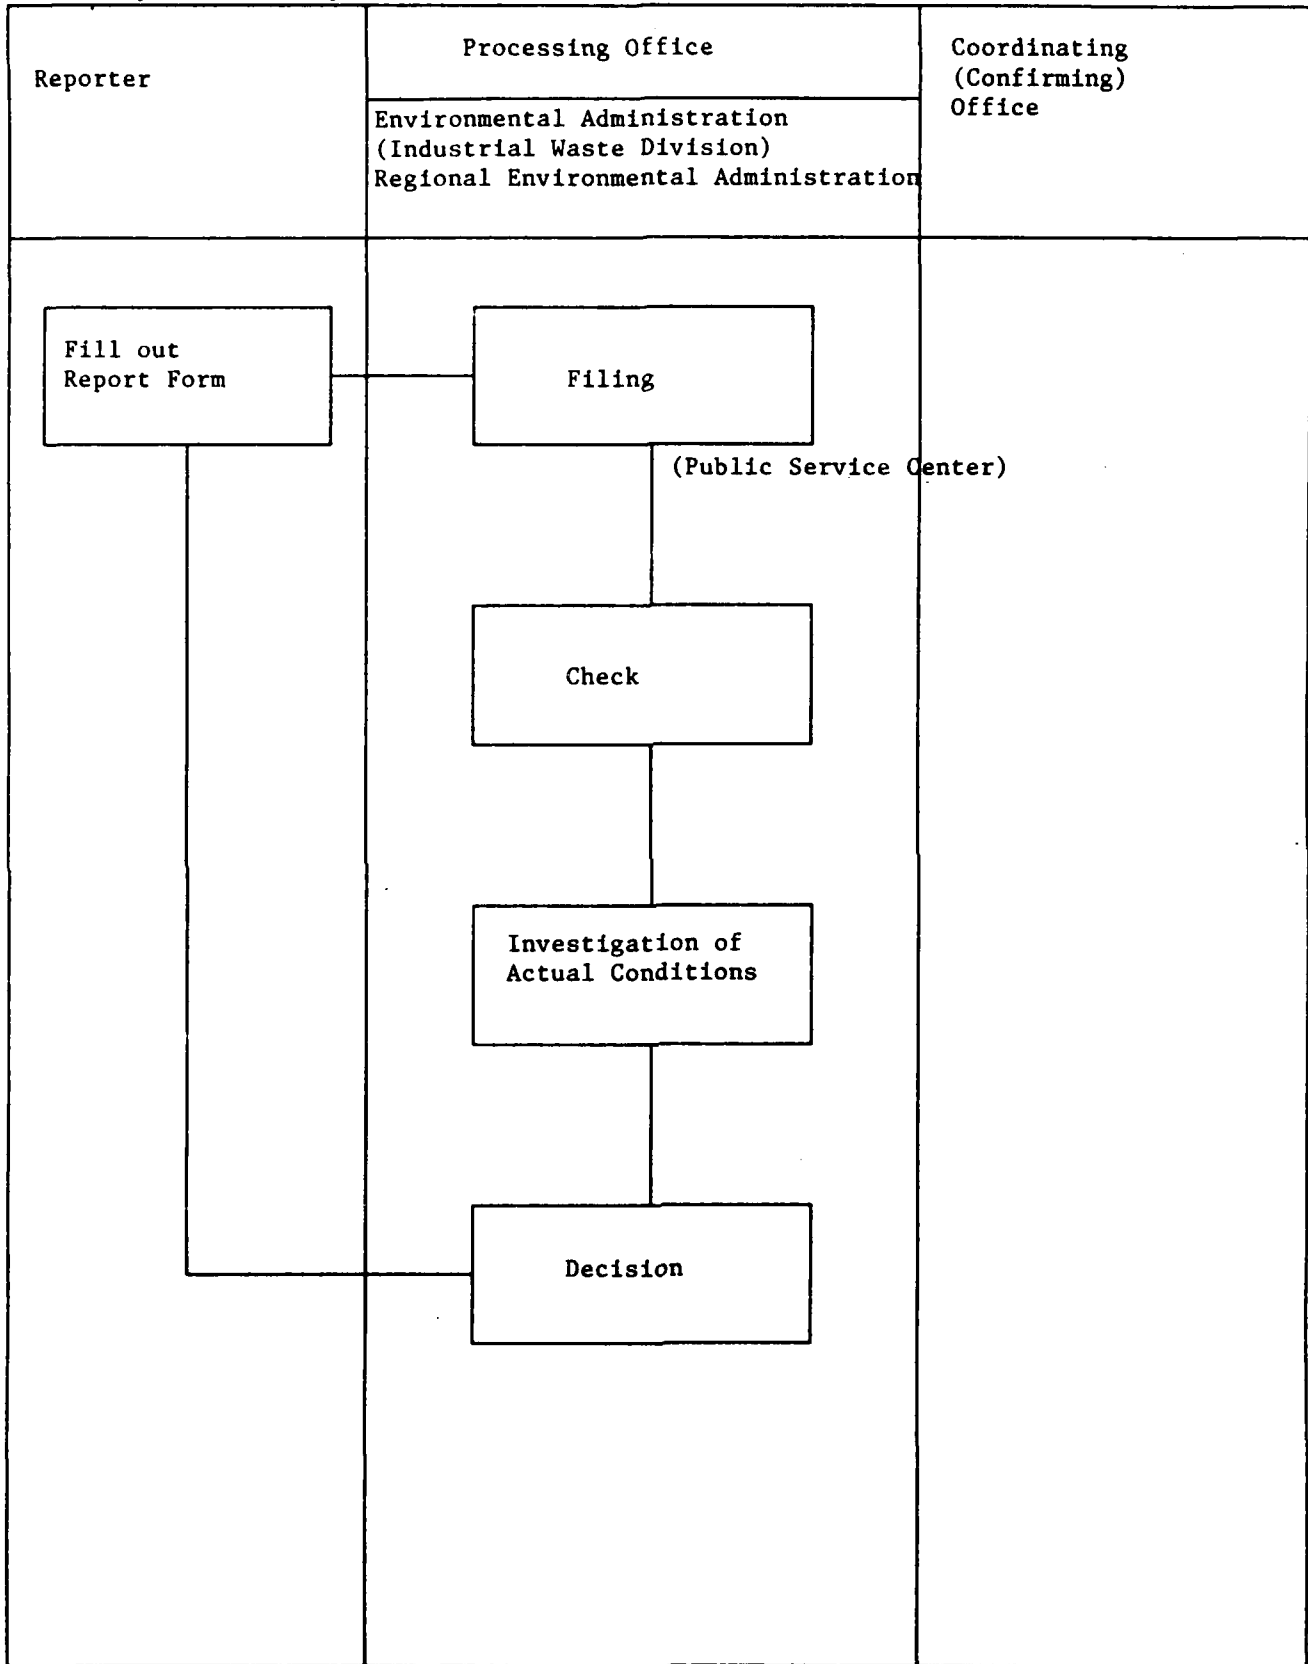 Reporter
Processing Office
Environmental Administration
(Industrial Waste Division)
Regional Environmental Administration
Coordinating
(Confirming)
Office
Fill out
Report Form
Filing
(Public Service Center)
Check
Investigation of
Actual Conditions
Decision